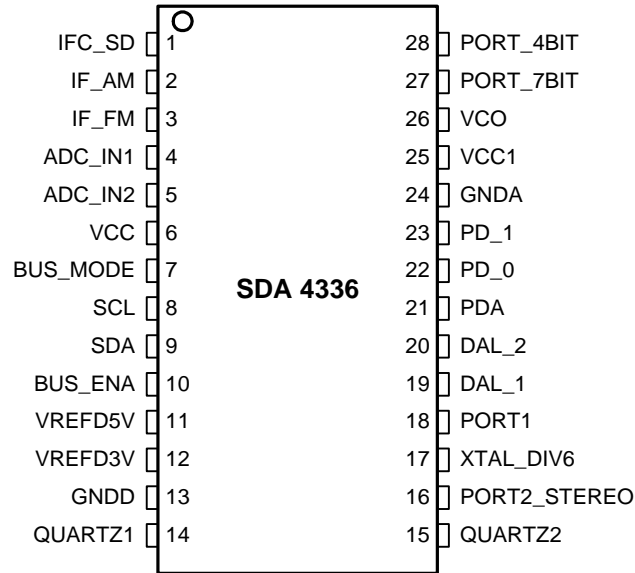 IFC_SD 1 28 PORT_4BIT
IF_AM 2 27 PORT_7BIT
IF_FM 3 26 VCO
ADC_IN1 4 25 VCC1
ADC_IN2 5 24 GNDA
VCC 6 23 PD_1
BUS_MODE 7 22 PD_0
SDA 4336
SCL 8 21 PDA
SDA 9 20 DAL_2
BUS_ENA 10 19 DAL_1
VREFD5V 11 18 PORT1
VREFD3V 12 17 XTAL_DIV6
GNDD 13 16 PORT2_STEREO
QUARTZ1 14 15 QUARTZ2